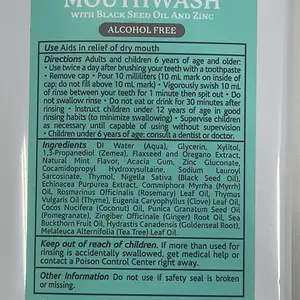 MOUTHWASH
WITH BLACK SEED OIL AND ZINC
ALCOHOL FREE
Use Aids in relief of dry mouth
Directions Adults and children 6 years of age and older:
• Use twice a day after brushing your teeth with a toothpaste
• Remove cap • Pour 10 milliliters (10 mL mark on inside of
cap; do not fill above 10 mL mark) • Vigorously swish 10 mL
of rinse between your teeth for 1 minute then spit out • Do
not swallow rinse • Do not eat or drink for 30 minutes after
rinsing • Instruct children under 12 years of age in good
rinsing habits (to minimize swallowing) • Supervise children
as necessary until capable of using without supervision
• Children under 6 years of age: consult a dentist or doctor.
Ingredients DI Water (Aqua), Glycerin, Xylitol,
1,3-Propanediol (Zemea), Flaxseed and Oregano Extract,
Natural Mint Flavor, Acacia Gum, Zinc Gluconate,
Cocamidopropyl Hydroxysultaine, Sodium Lauroyl
Sarcosinate, Thymol, Nigella Sativa (Black Seed Oil),
Echinacea Purpurea Extract, Commiphora Myrrha (Myrrh)
Oil, Rosmarinus Officinalis (Rosemary) Leaf Oil, Thymus
Vulgaris Oil (Thyme), Eugenia Caryophyllus (Clove) Leaf Oil,
Cocos Nucifera (Coconut) Oil, Punica Granatum Seed Oil
(Pomegranate), Zingiber Officinale (Ginger) Root Oil, Sea
Buckthorn Fruit Oil, Hydrastis Canadensis (Goldenseal Root),
Melaleuca Alternifolia (Tea Tree) Leaf Oil.
Keep out of reach of children. If more than used for
rinsing is accidentally swallowed, get medical help or
contact a Poison Control Center right away.
Other Information Do not use if safety seal is broken
or missing.